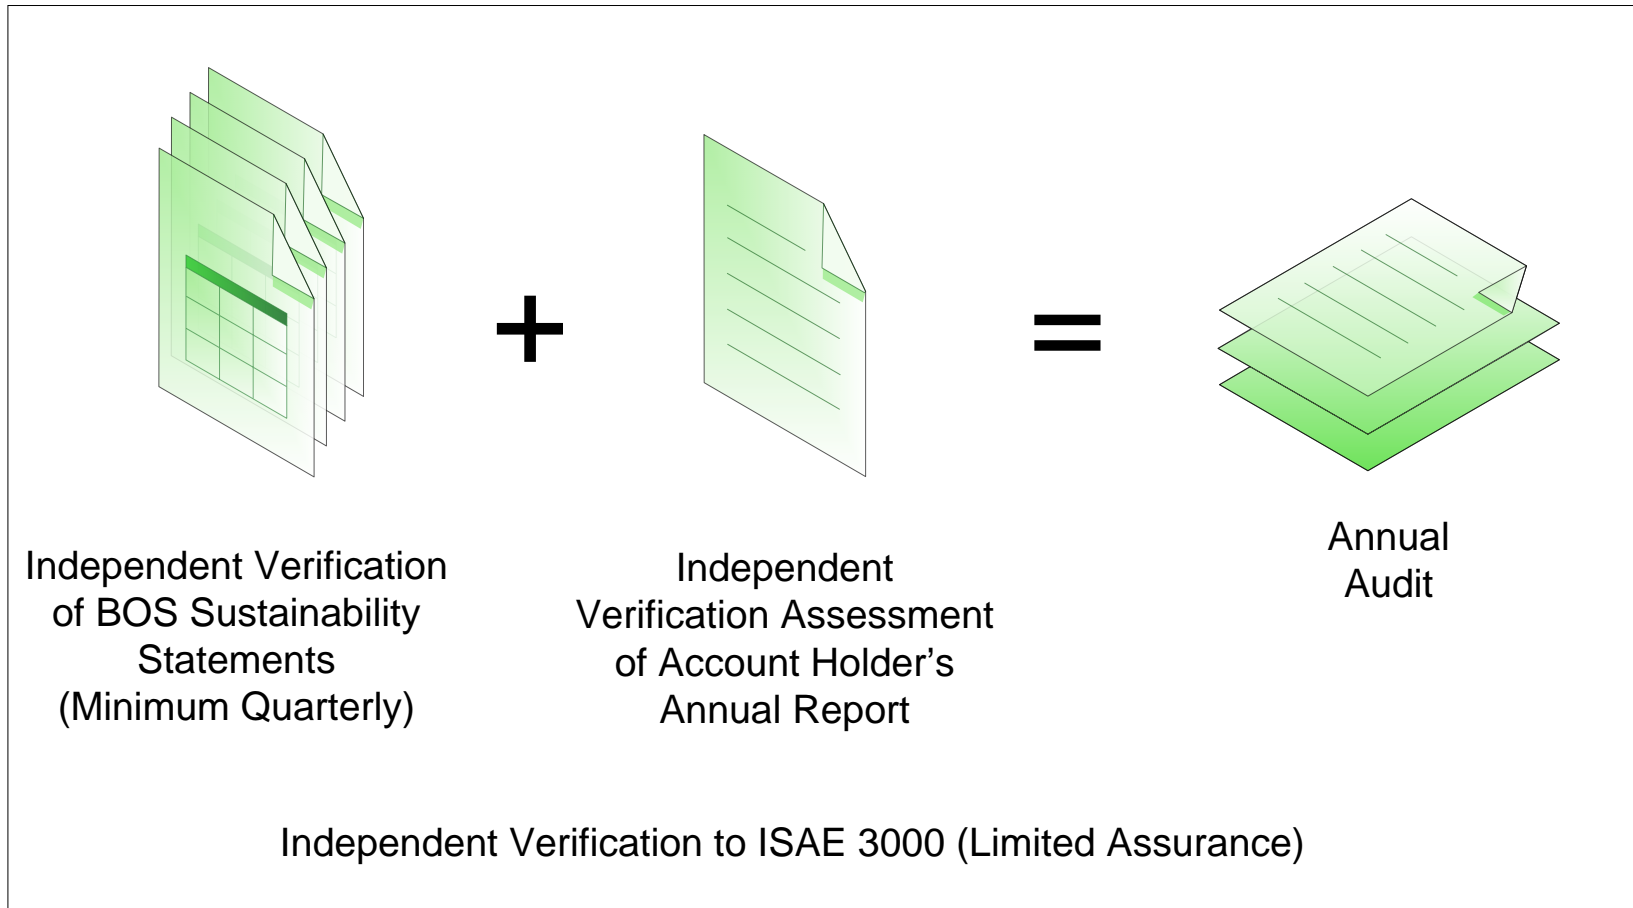 Independent Verification
of BOS Sustainability
Statements
(Minimum Quarterly)
+
Independent
Verification Assessment
of Account Holder's
Annual Report
=
Annual
Audit
Independent Verification to ISAE 3000 (Limited Assurance)